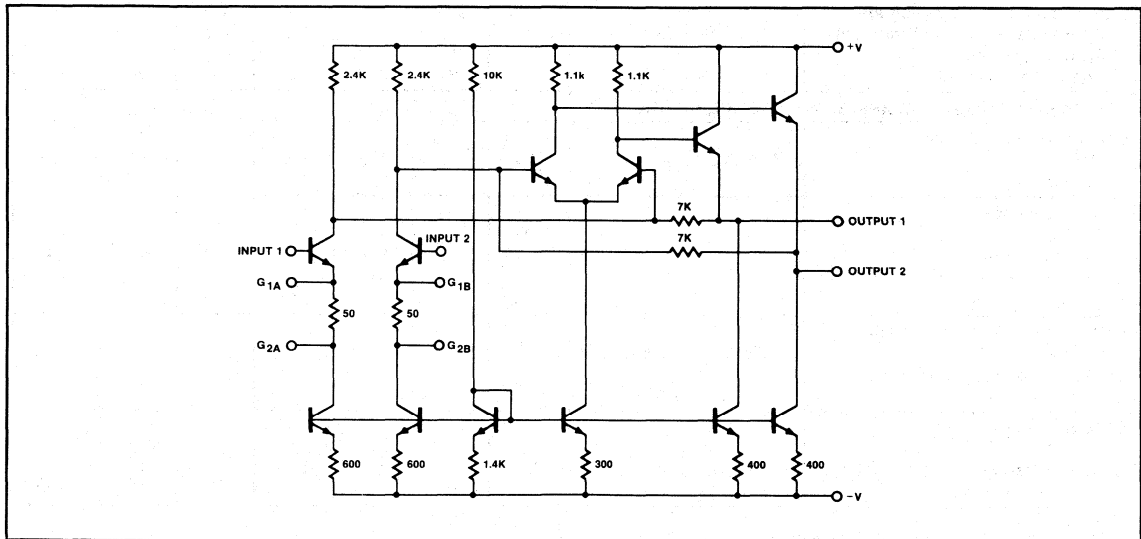 +V
2.4K 2.4K 10K 1.1k 1.1K
7K
OUTPUT 1
INPUT 1 INPUT 2
7K
OUTPUT 2
G1A G1B
50 50
G2A G2B
600 600 1.4K 300 400 400
-V